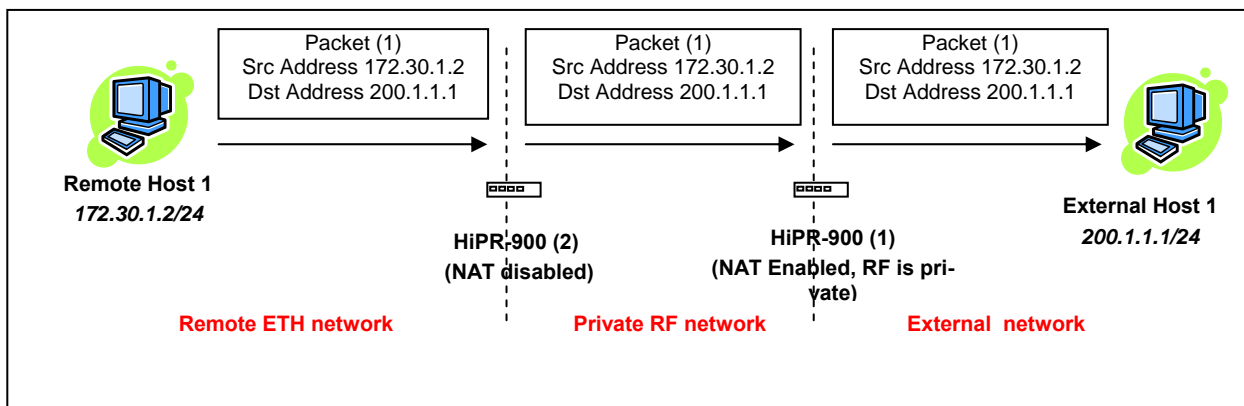 Packet (1)
Src Address 172.30.1.2
Dst Address 200.1.1.1
Packet (1)
Src Address 172.30.1.2
Dst Address 200.1.1.1
Packet (1)
Src Address 172.30.1.2
Dst Address 200.1.1.1
Remote Host 1
172.30.1.2/24
External Host 1
200.1.1.1/24
HiPR-900 (2)
(NAT disabled)
HiPR-900 (1)
(NAT Enabled, RF is pri-
vate)
Remote ETH network
Private RF network
External network